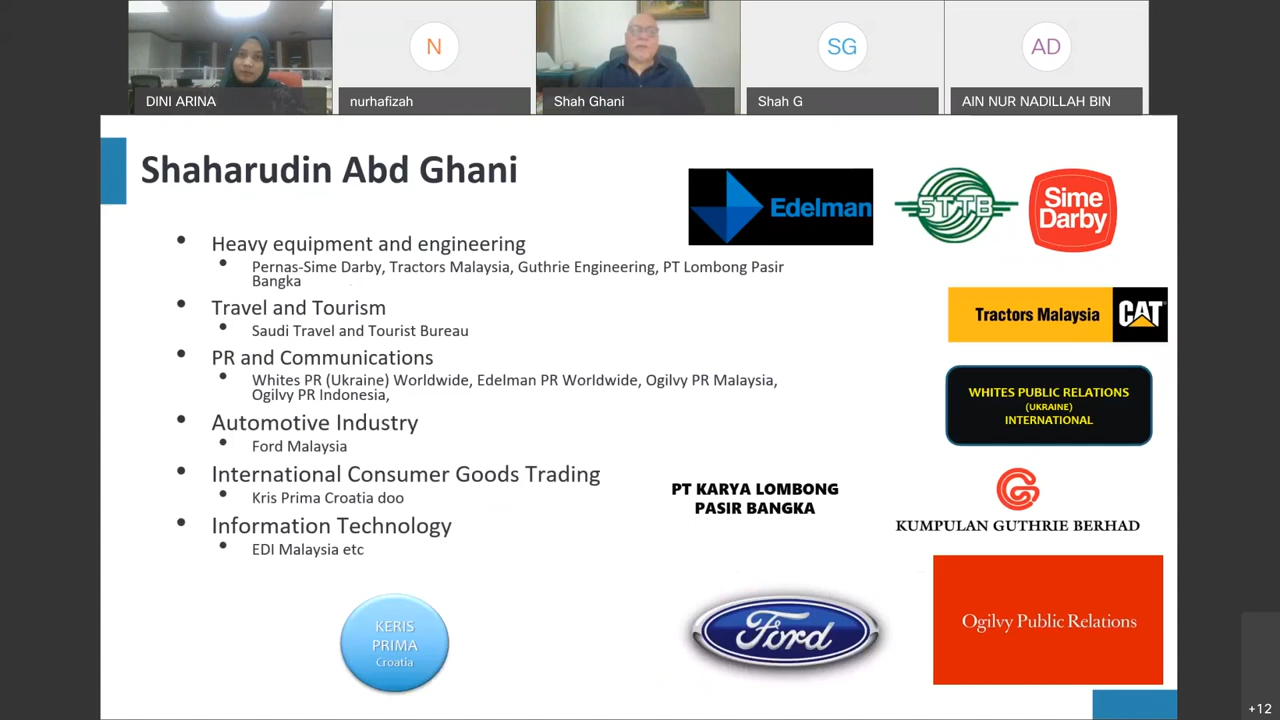 N
SG
AD
DINI ARINA
nurhafizah
Shah Ghani
Shah G
AIN NUR NADILLAH BIN
Shaharudin Abd Ghani
Edelman
STTB
Sime
Darby
Heavy equipment and engineering
Pernas-Sime Darby, Tractors Malaysia, Guthrie Engineering, PT Lombong Pasir
Bangka
Travel and Tourism
Saudi Travel and Tourist Bureau
Tractors Malaysia CAT
PR and Communications
Whites PR (Ukraine) Worldwide, Edelman PR Worldwide, Ogilvy PR Malaysia,
Ogilvy PR Indonesia,
WHITES PUBLIC RELATIONS
(UKRAINE)
INTERNATIONAL
Automotive Industry
Ford Malaysia
International Consumer Goods Trading
Kris Prima Croatia doo
PT KARYA LOMBONG
PASIR BANGKA
KUMPULAN GUTHRIE BERHAD
Information Technology
EDI Malaysia etc
KERIS
PRIMA
Croatia
Ford
Ogilvy Public Relations
+12